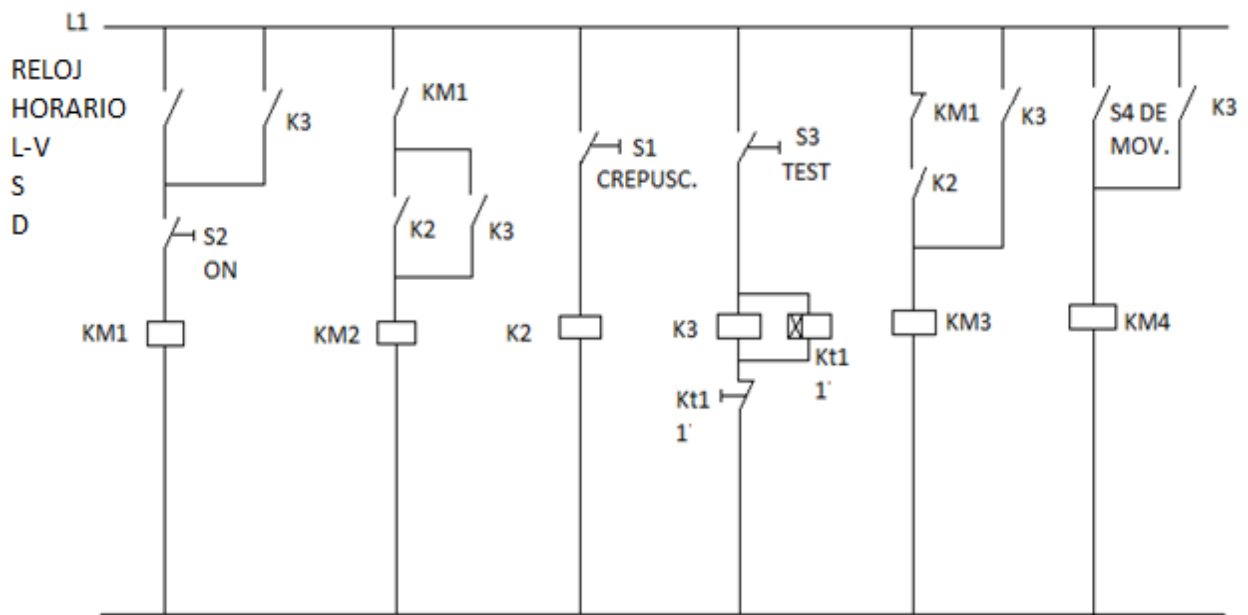 L1
RELOJ
HORARIO
L-V
S
D
K3
S2
ON
KM1
KM1
K2
K3
KM2
S1
CREPUSC.
K2
S3
TEST
K3
Kt1
1'
Kt1
1'
KM1
K3
K2
KM3
S4 DE
MOV.
K3
KM4